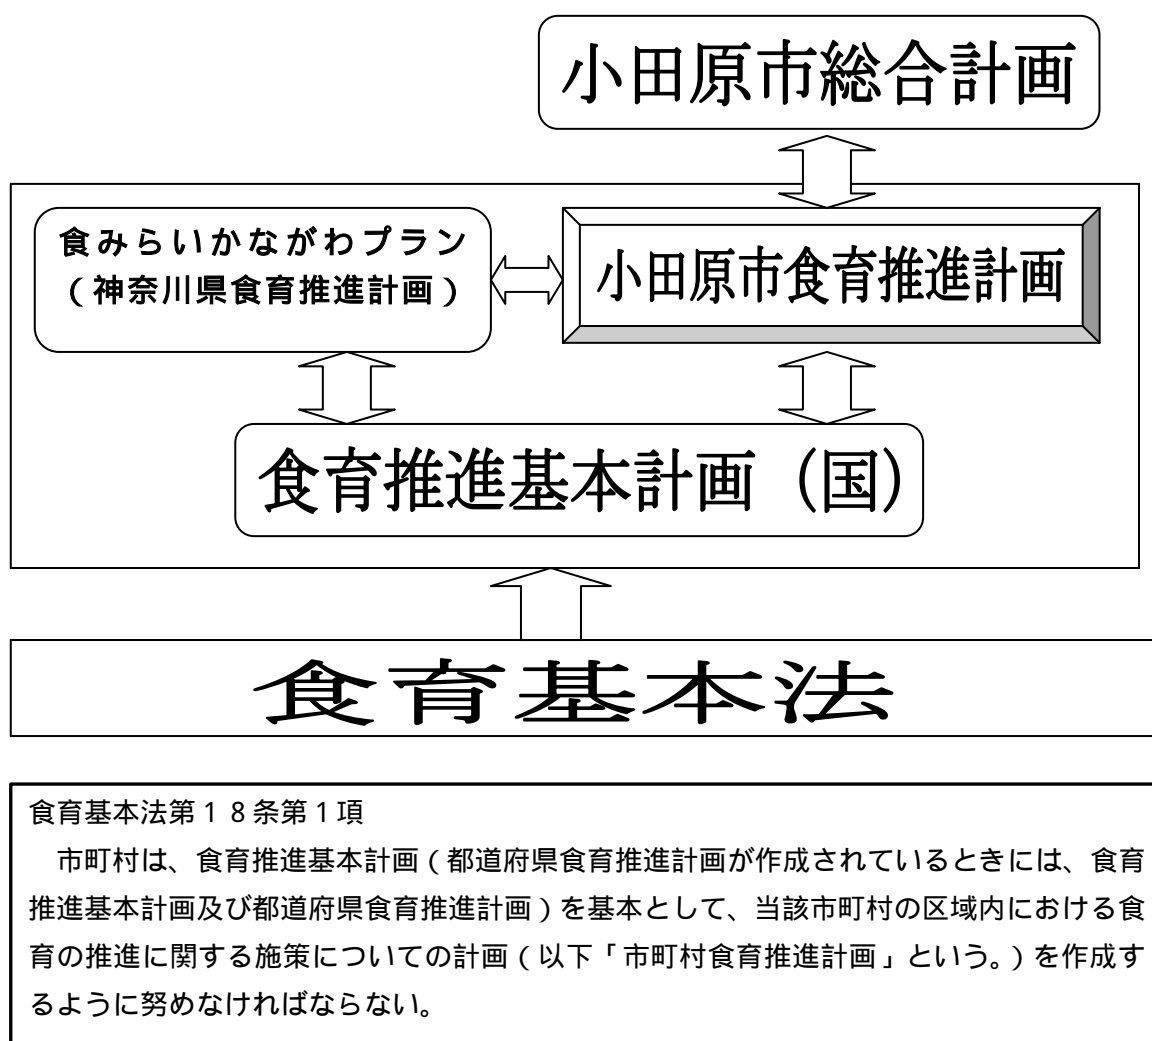 小田原市総合計画
食みらいかながわプラン
（神奈川県食育推進計画）
小田原市食育推進計画
食育推進基本計画（国）
食育基本法
食育基本法第１８条第１項
　市町村は、食育推進基本計画（都道府県食育推進計画が作成されているときには、食育
推進基本計画及び都道府県食育推進計画）を基本として、当該市町村の区域内における食
育の推進に関する施策についての計画（以下「市町村食育推進計画」という。）を作成す
るように努めなければならない。